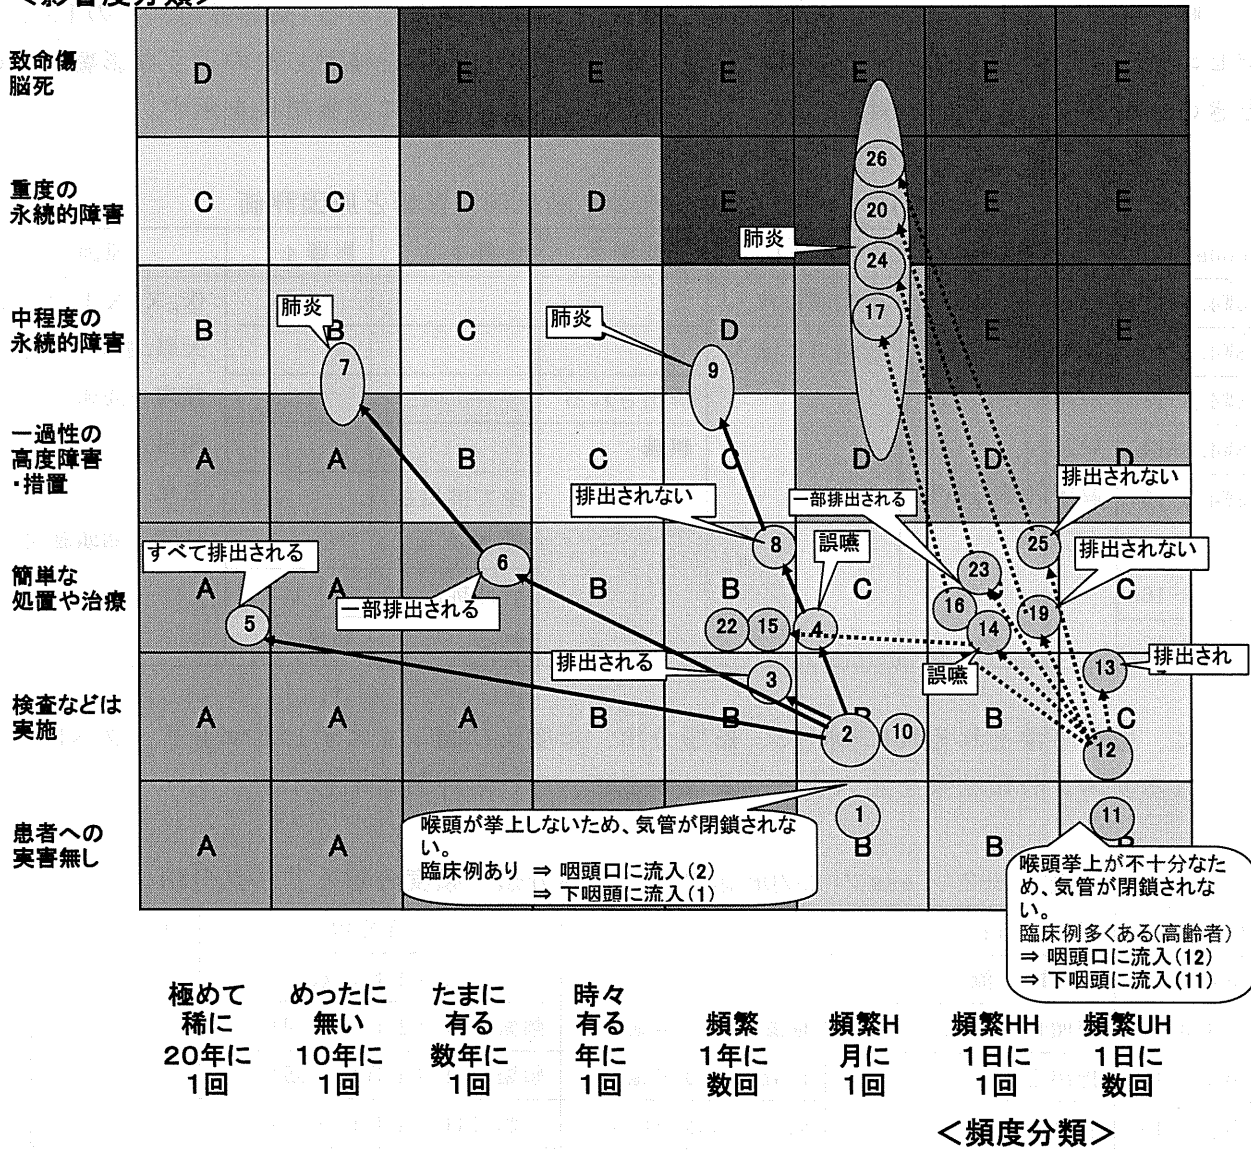 <影響度分類>
致命傷
脳死
D D E E E E E E
重度の
永続的障害
C C D D E E E
26
20
24
17
肺炎
中程度の
永続的障害
B B C D E E
肺炎
7
肺炎
9
一過性の
高度障害
・措置
A A B C C D D D
排出されない
一部排出される
排出されない
簡単な
処置や治療
A A B B C C
すべて排出される
5
6
一部排出される
8
誤嚥
22
15
4
23
16
14
誤嚥
25
19
排出されない
検査などは
実施
A A A B B B B C
排出される
3
2
10
13
排出され
12
患者への
実害無し
A A B B B
1
11
喉頭が挙上しないため、気管が閉鎖されな
い。
臨床例あり ⇒ 咽頭口に流入(2)
⇒ 下咽頭に流入(1)
喉頭挙上が不十分なた
め、気管が閉鎖されな
い。
臨床例多くある(高齢者)
⇒ 咽頭口に流入(12)
⇒ 下咽頭に流入(11)
極めて
稀に
20年に
1回
めったに
無い
10年に
1回
たまに
有る
数年に
1回
時々
有る
年に
1回
頻繁
1年に
数回
頻繁H
月に
1回
頻繁HH
1日に
1回
頻繁UH
1日に
数回
<頻度分類>